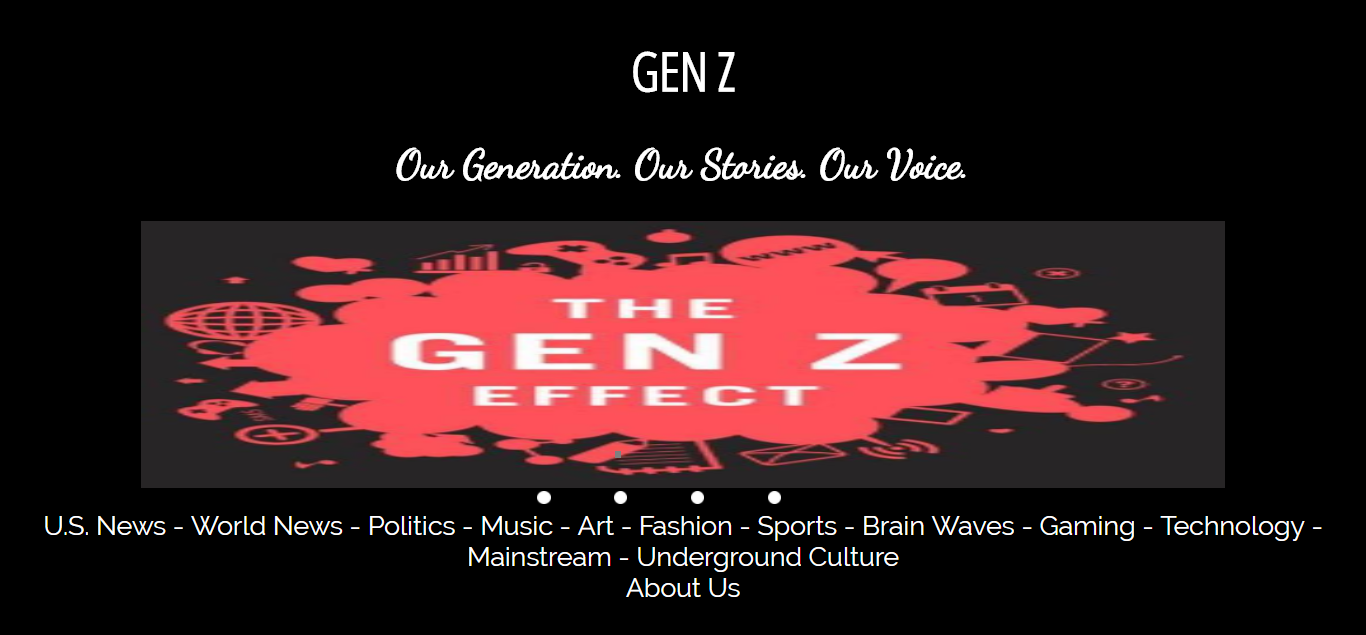 GEN Z
Our Generation. Our Stories. Our Voice.
www
THE
GEN Z
EFFECT
U.S. News - World News - Politics - Music - Art - Fashion - Sports - Brain Waves - Gaming - Technology -
Mainstream - Underground Culture
About Us